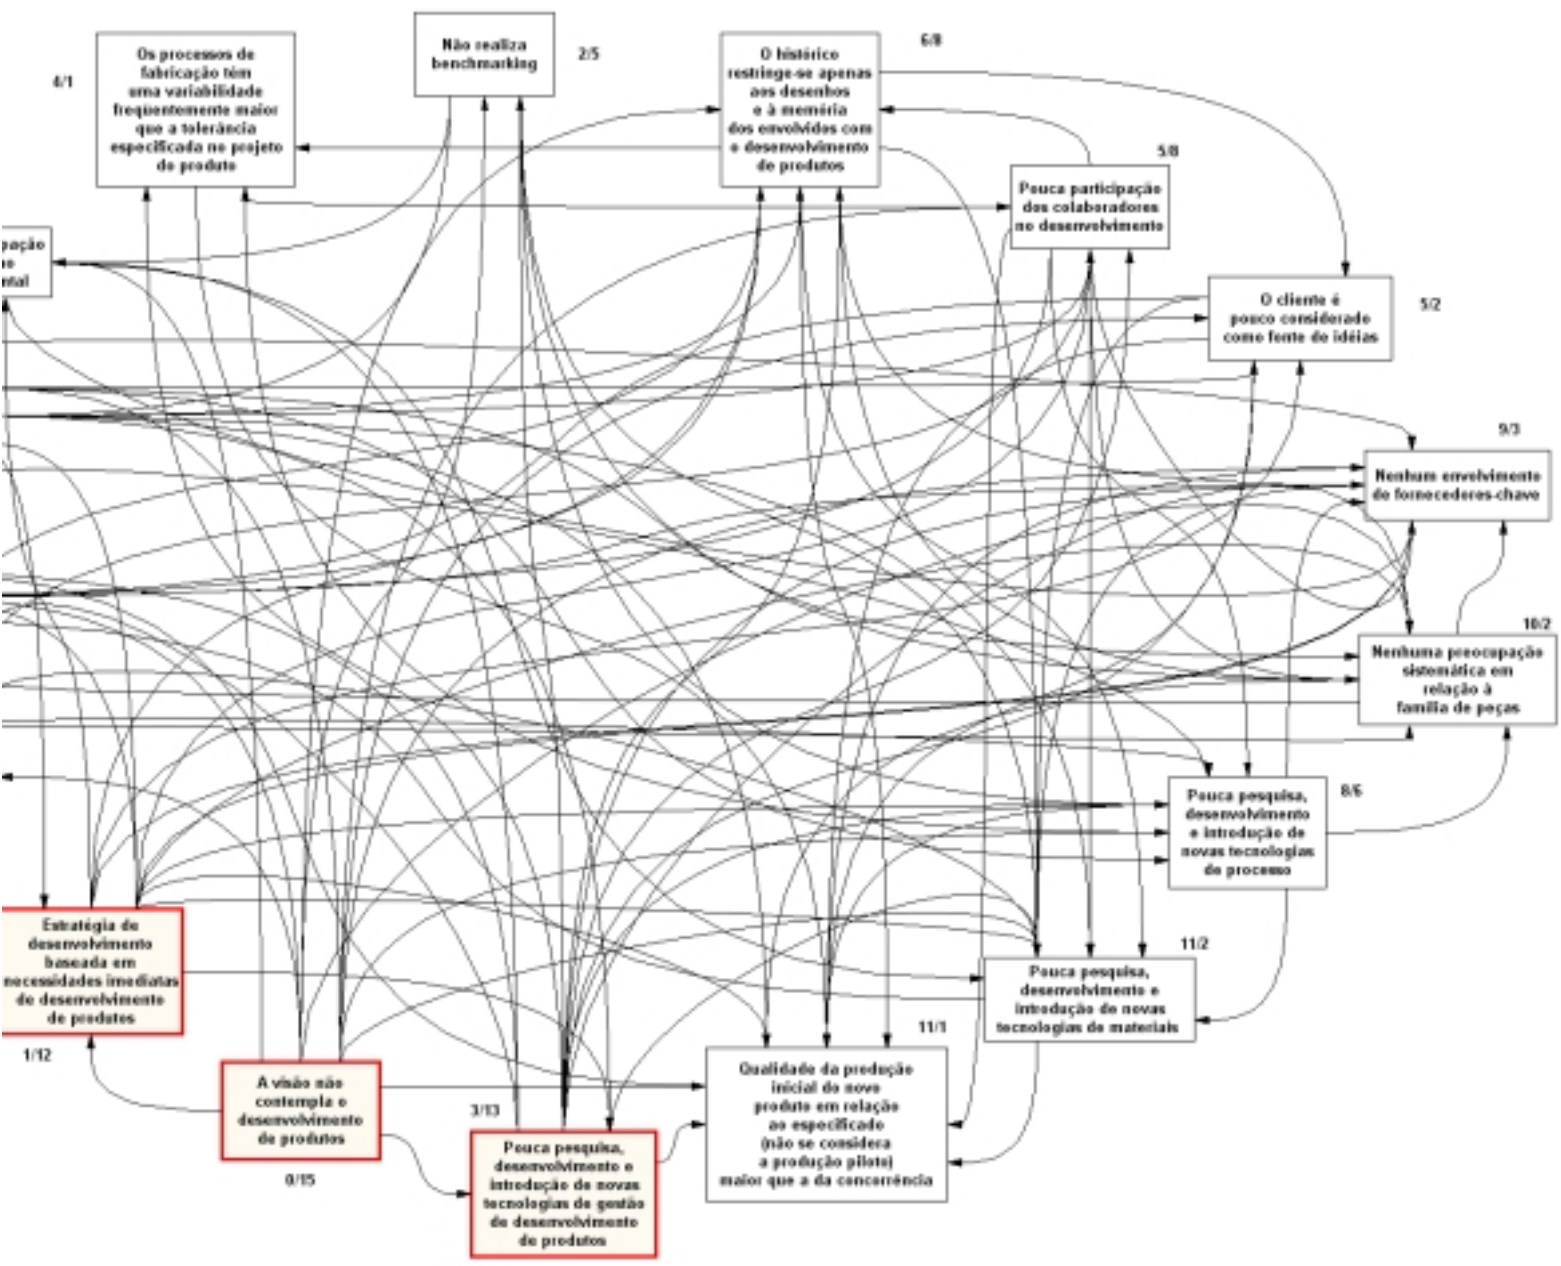 Os processos de
fabricação têm
uma variabilidade
freqüentemente maior
que a tolerância
especificada no projeto
do produto
4/1
Não realiza
benchmarking
2/5
O histórico
restringe-se apenas
aos desenhos
e à memória
dos envolvidos com
o desenvolvimento
de produtos
6/8
Pouca participação
dos colaboradores
no desenvolvimento
5/8
pação
ntal
O cliente é
pouco considerado
como fonte de idéias
5/2
Nenhum envolvimento
de fornecedores-chave
9/3
Nenhuma preocupação
sistemática em
relação à
família de peças
10/2
Pouca pesquisa,
desenvolvimento
e introdução de
novas tecnologias
de processo
8/6
Pouca pesquisa,
desenvolvimento e
introdução de novas
tecnologias de materiais
11/2
Estratégia de
desenvolvimento
baseada em
necessidades imediatas
de desenvolvimento
de produtos
1/12
A visão não
contempla o
desenvolvimento
de produtos
0/15
Pouca pesquisa,
desenvolvimento e
introdução de novas
tecnologias de gestão
de desenvolvimento
de produtos
3/13
Qualidade da produção
inicial do novo
produto em relação
ao especificado
(não se considera
a produção piloto)
maior que a da concorrência
11/1